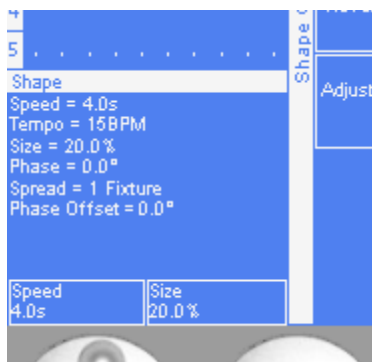 4
5
Shape
Speed = 4.0s
Tempo = 15BPM
Size = 20.0%
Phase = 0.0°
Spread = 1 Fixture
Phase Offset = 0.0°
Speed
4.0s
Size
20.0%
Shape
Adjust